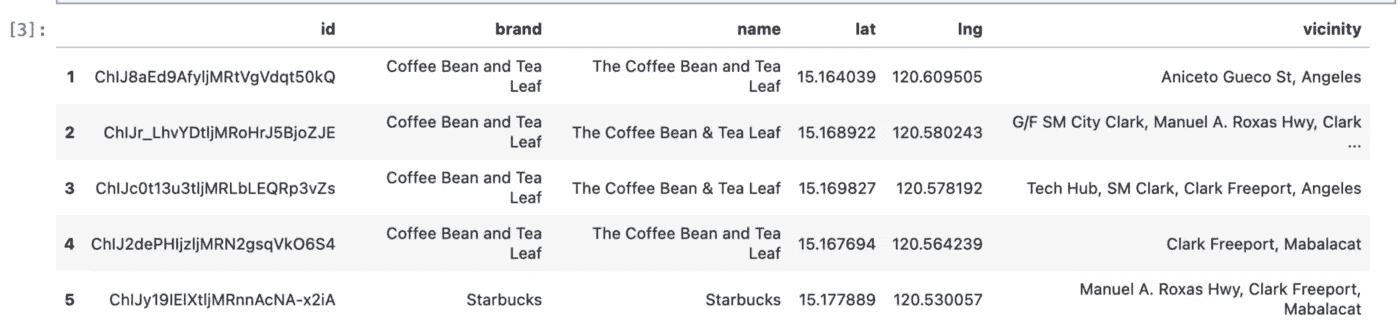 [3]:
id brand name lat lng vicinity
1 ChIJ8aEd9AfyljMRtVgVdqt50kQ Coffee Bean and Tea Leaf The Coffee Bean and Tea Leaf 15.164039 120.609505 Aniceto Gueco St, Angeles
2 ChIJr_LhvYDtljMRoHrJ5BjoZJE Coffee Bean and Tea Leaf The Coffee Bean & Tea Leaf 15.168922 120.580243 G/F SM City Clark, Manuel A. Roxas Hwy, Clark ...
3 ChIJc0t13u3tljMRLbLEQRp3vZs Coffee Bean and Tea Leaf The Coffee Bean & Tea Leaf 15.169827 120.578192 Tech Hub, SM Clark, Clark Freeport, Angeles
4 ChIJ2dePHIjzljMRN2gsqVkO6S4 Coffee Bean and Tea Leaf The Coffee Bean and Tea Leaf 15.167694 120.564239 Clark Freeport, Mabalacat
5 ChIJy19IElXtljMRnnAcNA-x2iA Starbucks Starbucks 15.177889 120.530057 Manuel A. Roxas Hwy, Clark Freeport, Mabalacat